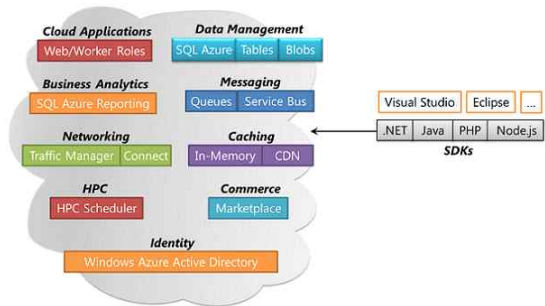 Cloud Applications
Web/Worker Roles
Data Management
SQL Azure Tables Blobs
Business Analytics
SQL Azure Reporting
Messaging
Queues Service Bus
Networking
Traffic Manager Connect
Caching
In-Memory CDN
HPC
HPC Scheduler
Commerce
Marketplace
Identity
Windows Azure Active Directory
Visual Studio Eclipse ...
.NET Java PHP Node.js
SDKs